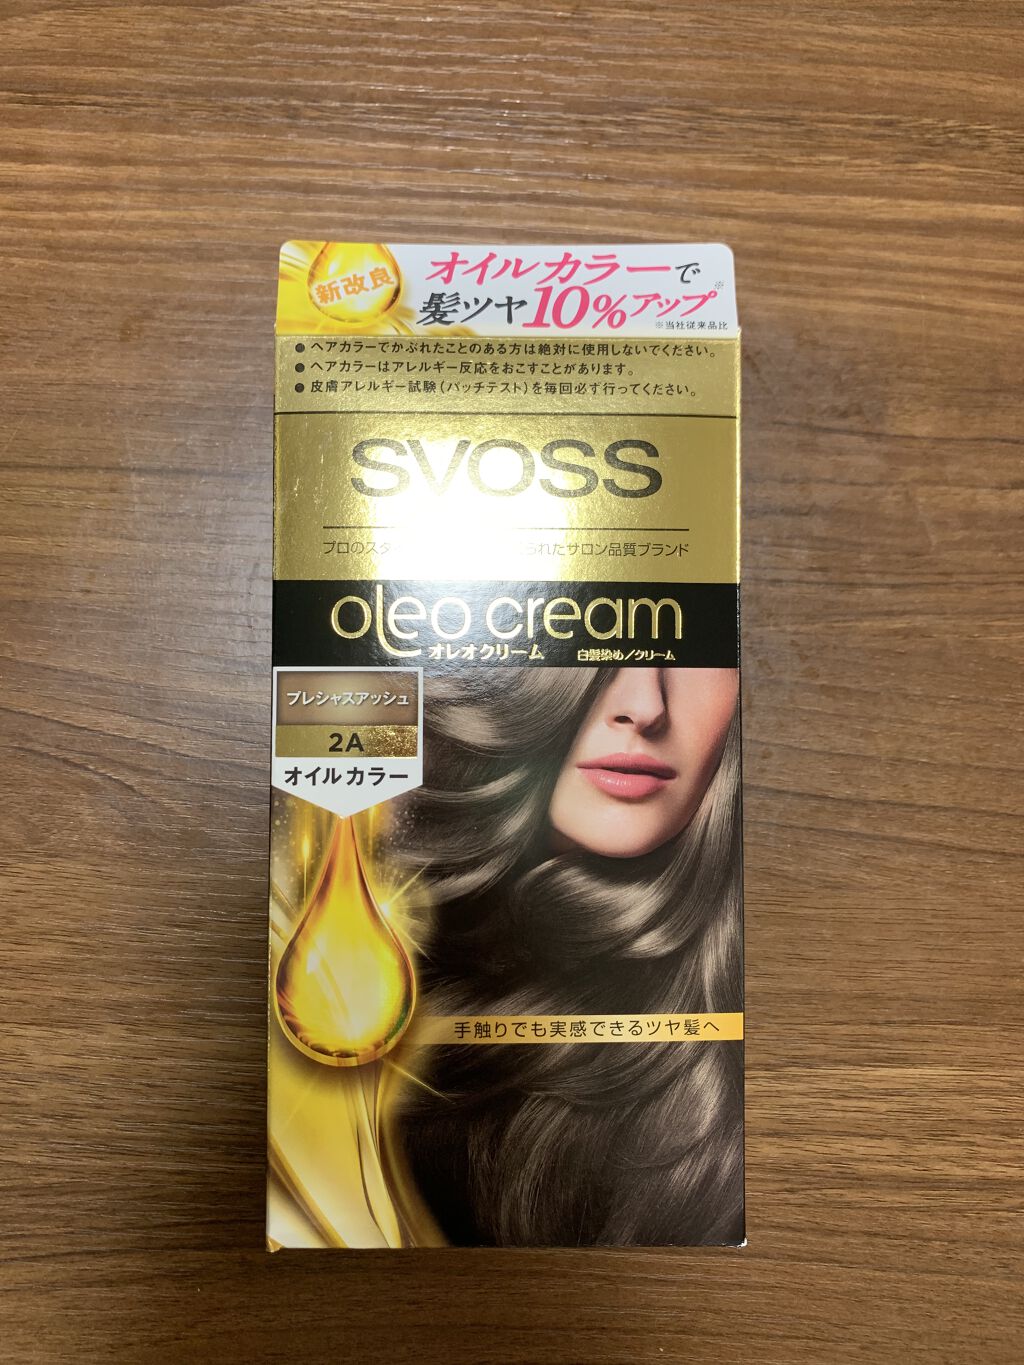 新改良
オイルカラーで
髪ツヤ10%アップ※
※当社従来品比
● ヘアカラーでかぶれたことのある方は絶対に使用しないでください。
● ヘアカラーはアレルギー反応をおこすことがあります。
● 皮膚アレルギー試験（パッチテスト）を毎回必ず行ってください。
SVOSS
プロのスタ られたサロン品質ブランド
oleo cream
オレオクリーム 白髪染め/クリーム
プレシャスアッシュ
2A
オイルカラー
手触りでも実感できるツヤ髪へ